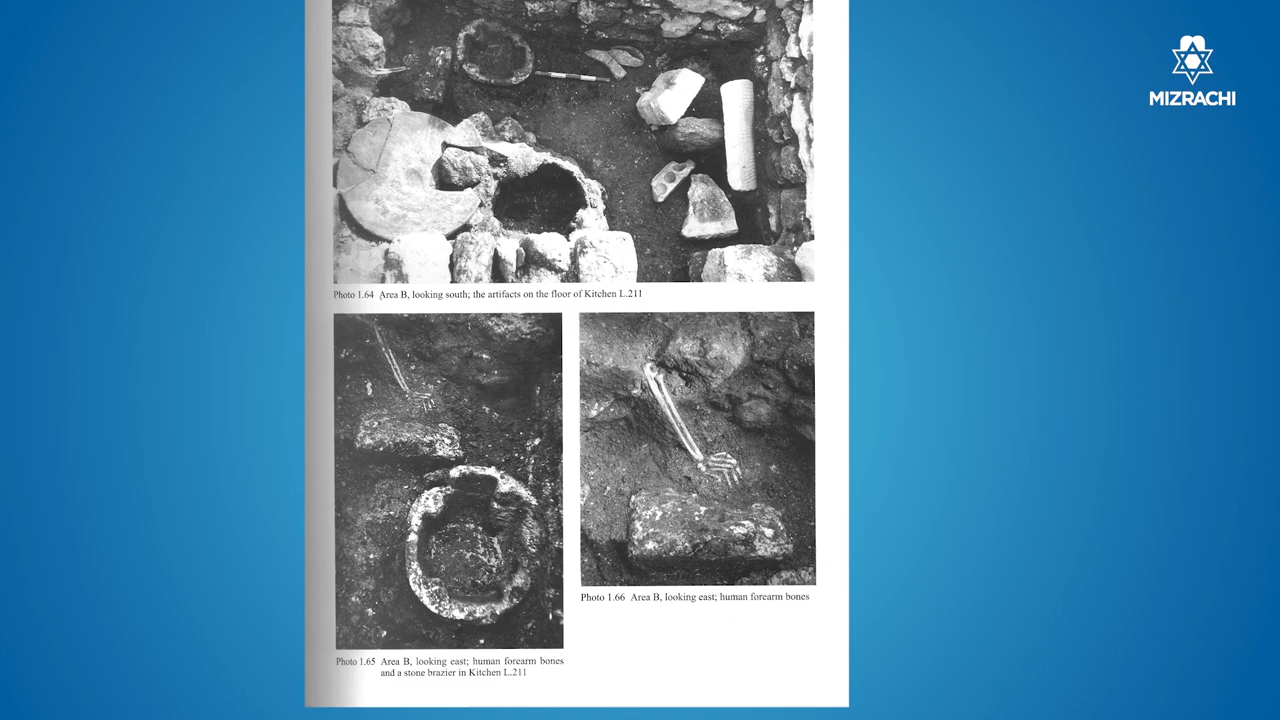 MIZRACHI
Photo 1.64 Area B, looking south; the artifacts on the floor of Kitchen L.211
Photo 1.66 Area B, looking east; human forearm bones
Photo 1.65 Area B, looking east; human forearm bones
and a stone brazier in Kitchen L.211